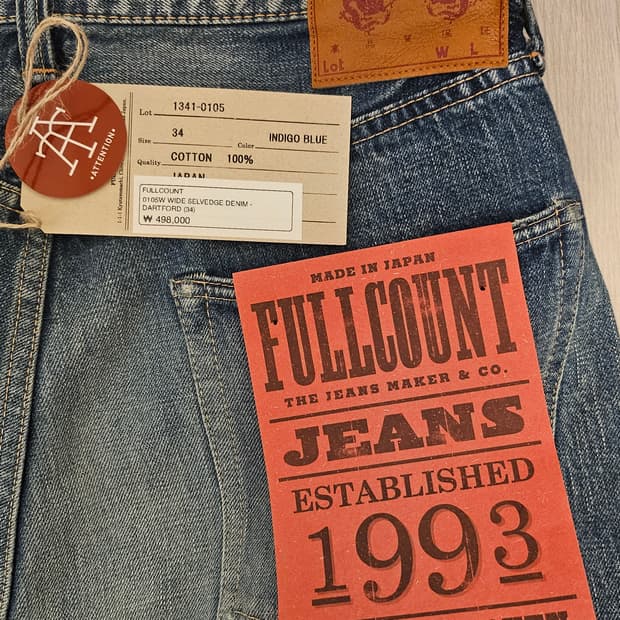 W L
Lot
Lot 1341-0105
Size 34 Color INDIGO BLUE
Quality COTTON 100%
JAPAN
FULLCOUNT
0105W WIDE SELVEDGE DENIM -
DARTFORD (34)
₩ 498,000
•ATTENTION•
MADE IN JAPAN
FULLCOUNT
THE JEANS MAKER & CO.
JEANS
ESTABLISHED
1993